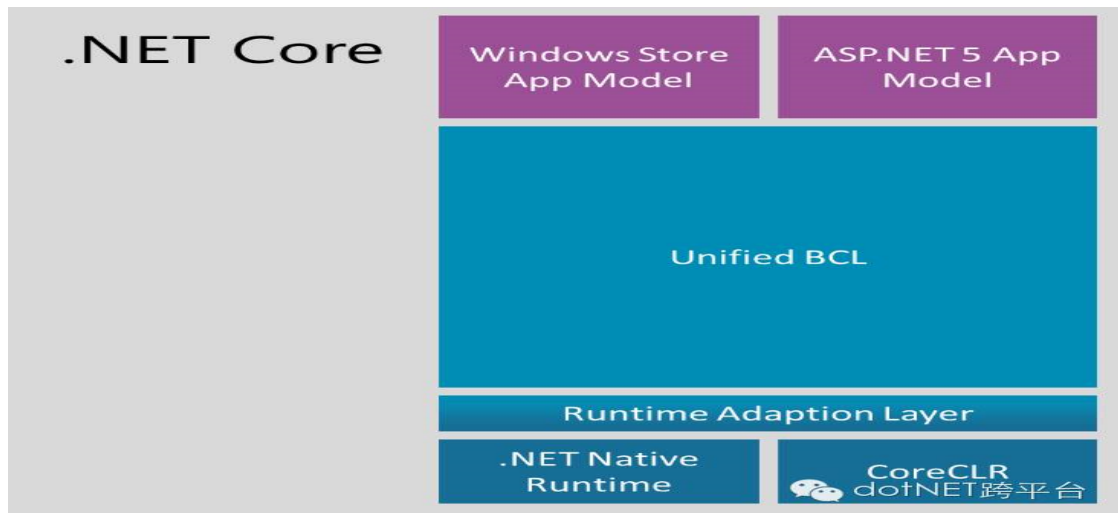 .NET Core
Windows Store
App Model
ASP.NET 5 App
Model
Unified BCL
Runtime Adaption Layer
.NET Native
Runtime
CoreCLR
dotNET跨平台